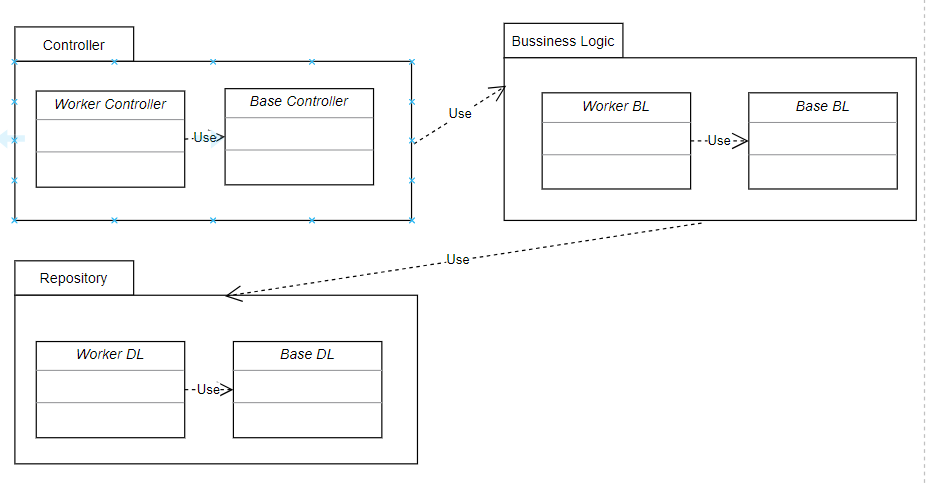 Controller
Worker Controller
Base Controller
Use
Use
Bussiness Logic
Worker BL
Base BL
Use
Use
Repository
Worker DL
Base DL
Use